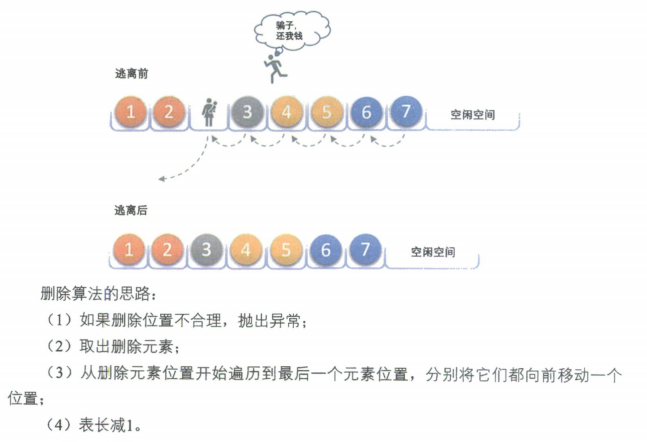 骗子，
还我钱
逃离前
1 2 3 4 5 6 7 空闲空间
逃离后
1 2 3 4 5 6 7 空闲空间
删除算法的思路：
（1）如果删除位置不合理，抛出异常；
（2）取出删除元素；
（3）从删除元素位置开始遍历到最后一个元素位置，分别将它们都向前移动一个
位置；
（4）表长减1。